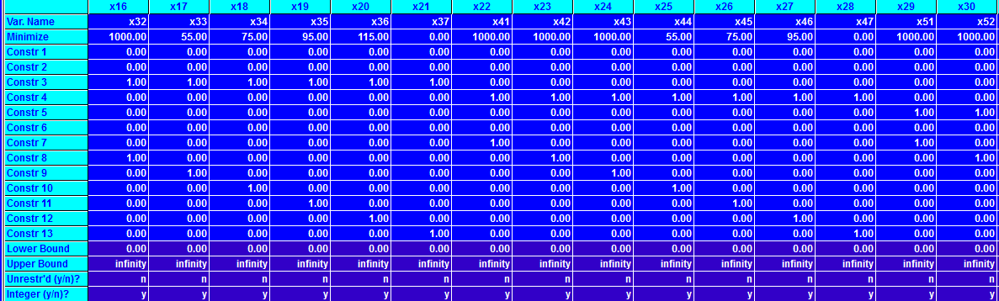 x16 x17 x18 x19 x20 x21 x22 x23 x24 x25 x26 x27 x28 x29 x30
Var. Name x32 x33 x34 x35 x36 x37 x41 x42 x43 x44 x45 x46 x47 x51 x52
Minimize 1000.00 55.00 75.00 95.00 115.00 0.00 1000.00 1000.00 1000.00 55.00 75.00 95.00 0.00 1000.00 1000.00
Constr 1 0.00 0.00 0.00 0.00 0.00 0.00 0.00 0.00 0.00 0.00 0.00 0.00 0.00 0.00 0.00
Constr 2 0.00 0.00 0.00 0.00 0.00 0.00 0.00 0.00 0.00 0.00 0.00 0.00 0.00 0.00 0.00
Constr 3 1.00 1.00 1.00 1.00 1.00 1.00 0.00 0.00 0.00 0.00 0.00 0.00 0.00 0.00 0.00
Constr 4 0.00 0.00 0.00 0.00 0.00 0.00 1.00 1.00 1.00 1.00 1.00 1.00 1.00 0.00 0.00
Constr 5 0.00 0.00 0.00 0.00 0.00 0.00 0.00 0.00 0.00 0.00 0.00 0.00 0.00 1.00 1.00
Constr 6 0.00 0.00 0.00 0.00 0.00 0.00 0.00 0.00 0.00 0.00 0.00 0.00 0.00 0.00 0.00
Constr 7 0.00 0.00 0.00 0.00 0.00 0.00 1.00 0.00 0.00 0.00 0.00 0.00 0.00 1.00 0.00
Constr 8 1.00 0.00 0.00 0.00 0.00 0.00 0.00 1.00 0.00 0.00 0.00 0.00 0.00 0.00 1.00
Constr 9 0.00 1.00 0.00 0.00 0.00 0.00 0.00 0.00 1.00 0.00 0.00 0.00 0.00 0.00 0.00
Constr 10 0.00 0.00 1.00 0.00 0.00 0.00 0.00 0.00 0.00 1.00 0.00 0.00 0.00 0.00 0.00
Constr 11 0.00 0.00 0.00 1.00 0.00 0.00 0.00 0.00 0.00 0.00 1.00 0.00 0.00 0.00 0.00
Constr 12 0.00 0.00 0.00 0.00 1.00 0.00 0.00 0.00 0.00 0.00 0.00 1.00 0.00 0.00 0.00
Constr 13 0.00 0.00 0.00 0.00 0.00 1.00 0.00 0.00 0.00 0.00 0.00 0.00 1.00 0.00 0.00
Lower Bound 0.00 0.00 0.00 0.00 0.00 0.00 0.00 0.00 0.00 0.00 0.00 0.00 0.00 0.00 0.00
Upper Bound infinity infinity infinity infinity infinity infinity infinity infinity infinity infinity infinity infinity infinity infinity infinity
Unrestr'd (y/n)? n n n n n n n n n n n n n n n
Integer (y/n)? y y y y y y y y y y y y y y y